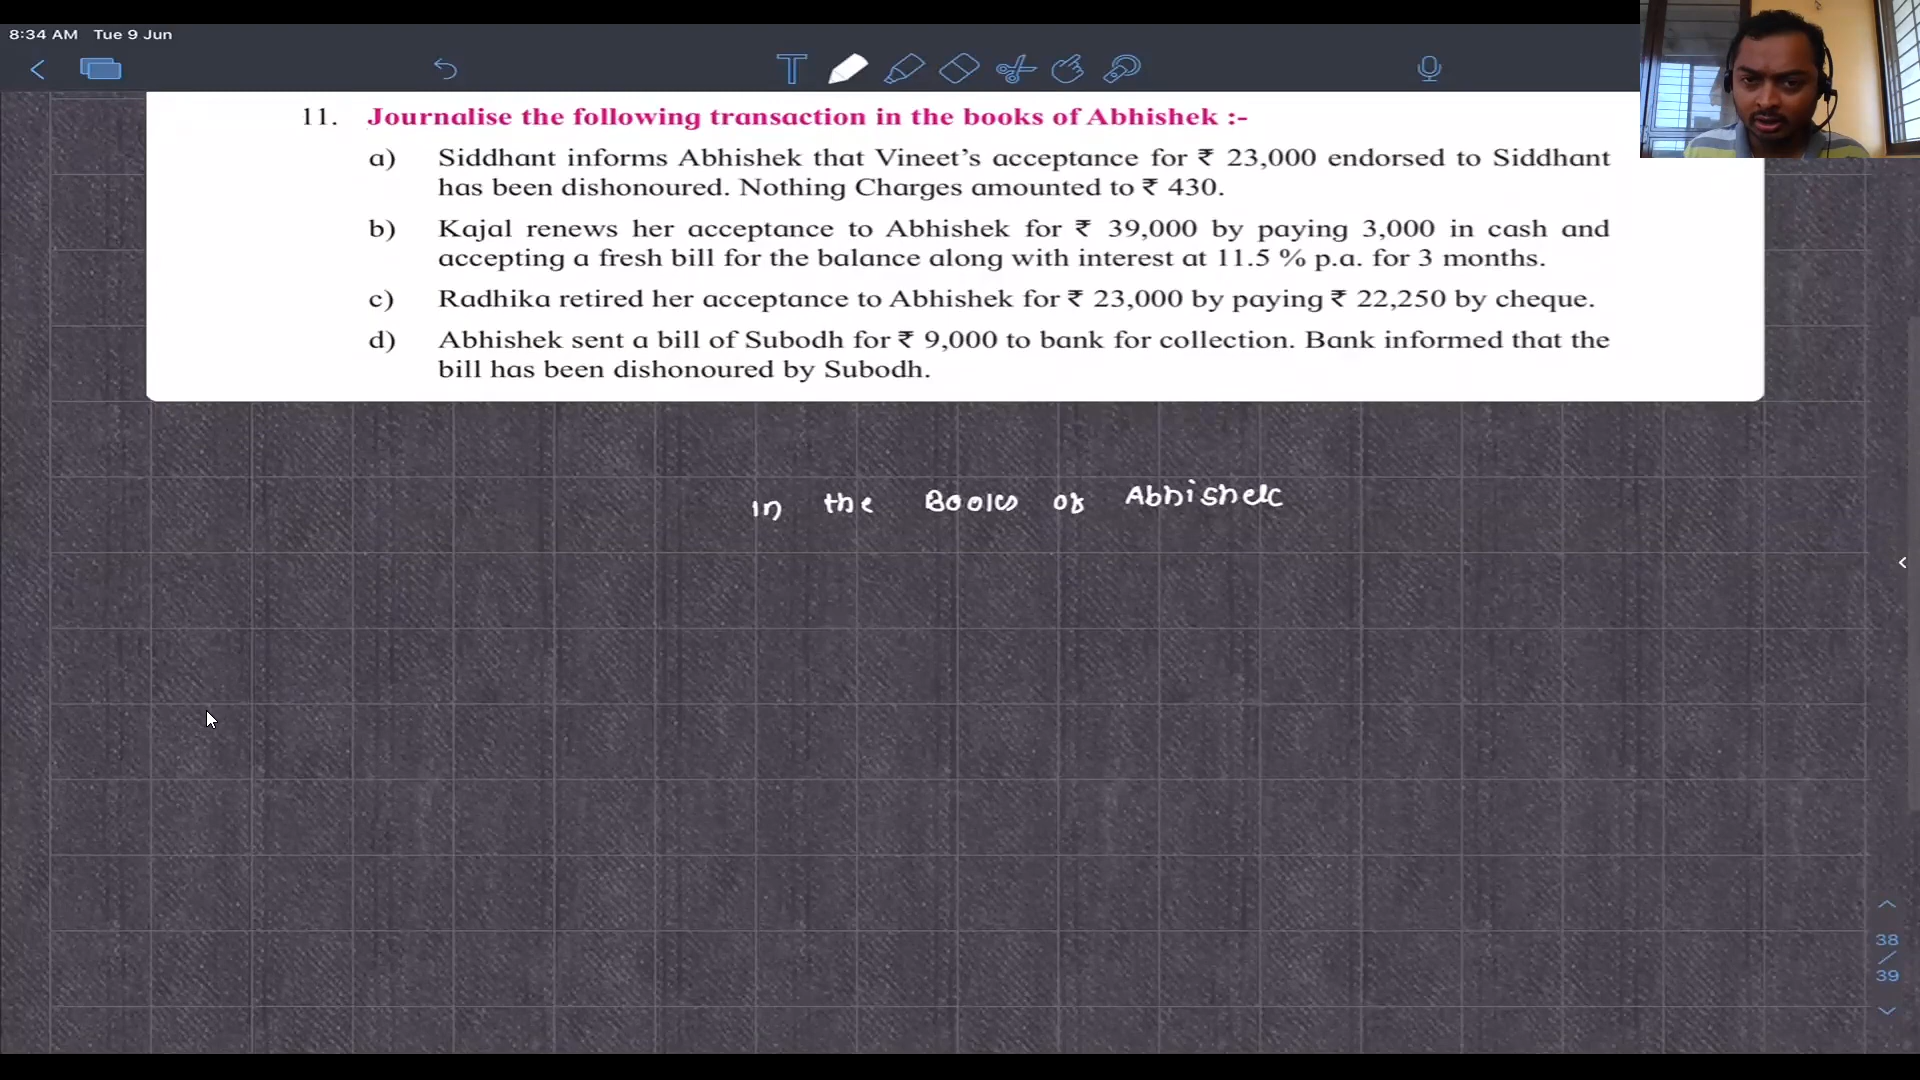 8:34 AM Tue 9 Jun
11. Journalise the following transaction in the books of Abhishek :-
a) Siddhant informs Abhishek that Vineet's acceptance for ₹ 23,000 endorsed to Siddhant
has been dishonoured. Nothing Charges amounted to ₹ 430.
b) Kajal renews her acceptance to Abhishek for ₹ 39,000 by paying 3,000 in cash and
accepting a fresh bill for the balance along with interest at 11.5 % p.a. for 3 months.
c) Radhika retired her acceptance to Abhishek for ₹ 23,000 by paying ₹ 22,250 by cheque.
d) Abhishek sent a bill of Subodh for ₹ 9,000 to bank for collection. Bank informed that the
bill has been dishonoured by Subodh.
In the Books of Abhishek
38
/
39